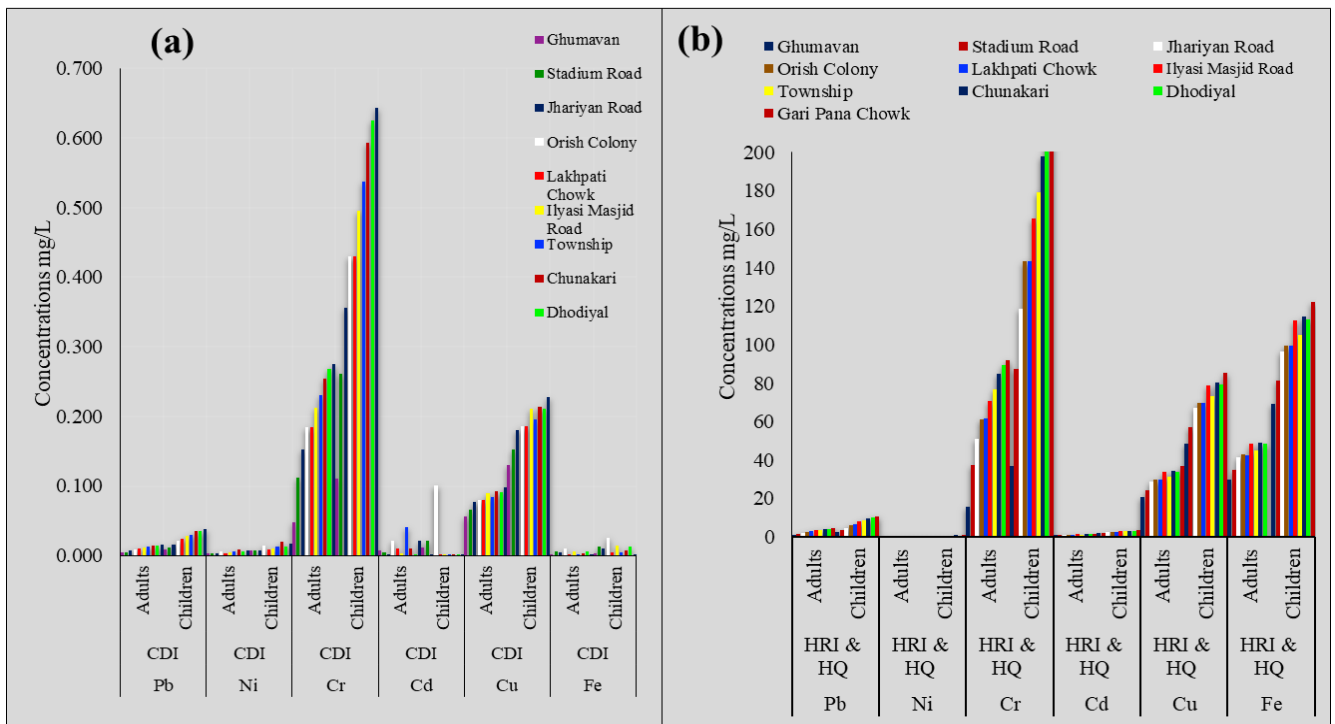 (a)
Ghumavan
Stadium Road
Jhariyan Road
Orish Colony
Lakhpati
Chowk
Ilyasi Masjid
Road
Township
Chunakari
Dhodiyal
Concentrations mg/L
0.700
0.600
0.500
0.400
0.300
0.200
0.100
0.000
Adults Children Adults Children Adults Children Adults Children Adults Children Adults Children
CDI CDI CDI CDI CDI CDI
Pb Ni Cr Cd Cu Fe
(b)
Ghumavan Stadium Road Jhariyan Road
Orish Colony Lakhpati Chowk Ilyasi Masjid Road
Township Chunakari Dhodiyal
Gari Pana Chowk
Concentrations mg/L
200
180
160
140
120
100
80
60
40
20
0
Adults Children Adults Children Adults Children Adults Children Adults Children Adults Children
HRI & HRI & HRI & HRI & HRI & HRI &
HQ HQ HQ HQ HQ HQ
Pb Ni Cr Cd Cu Fe